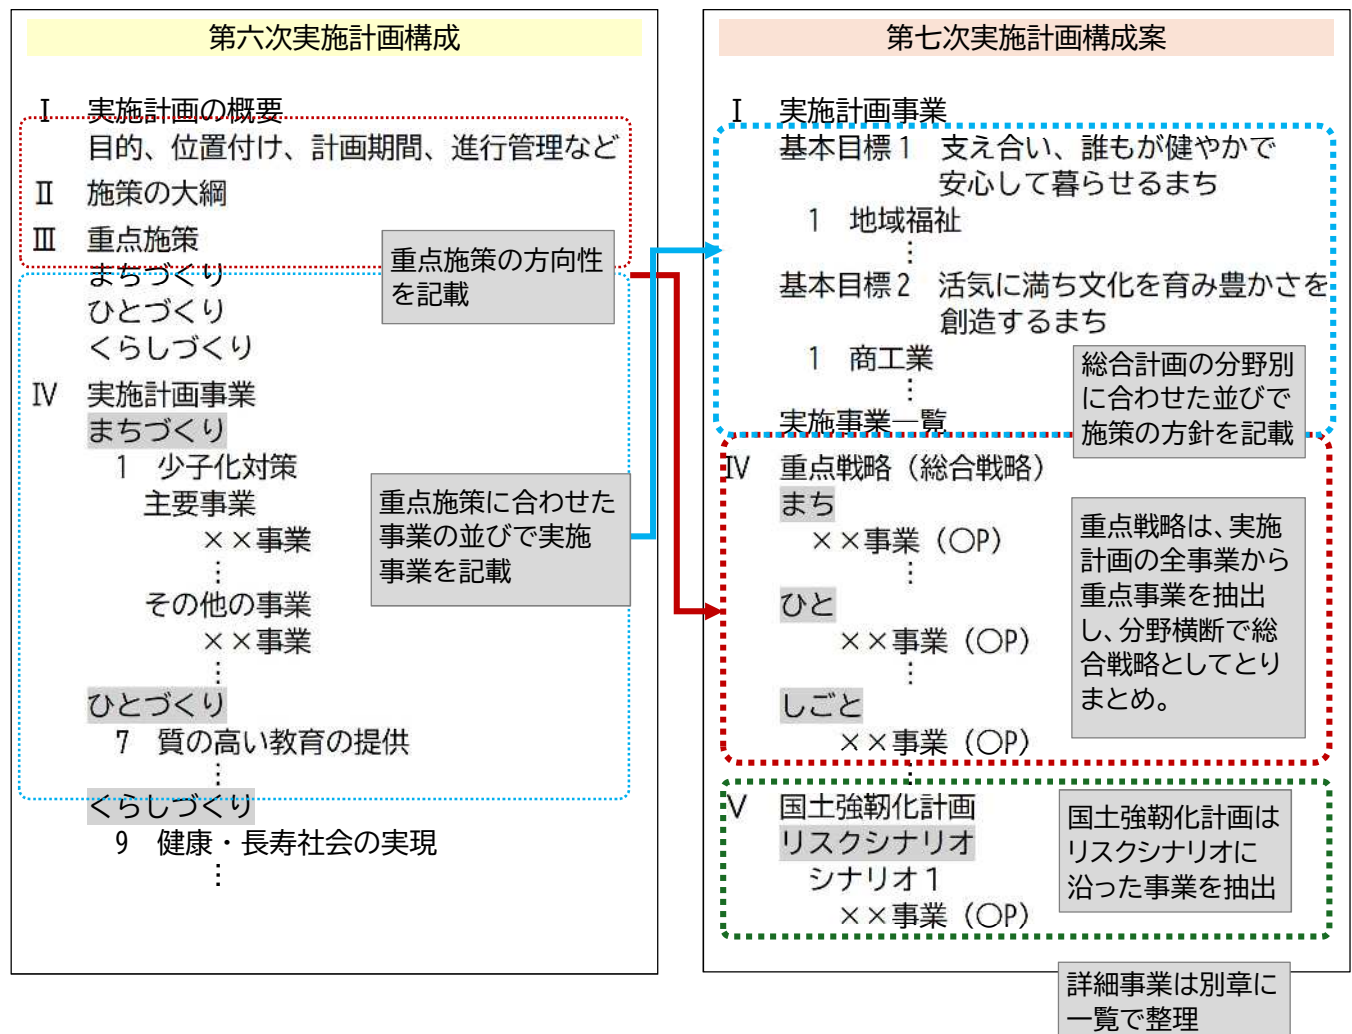 第六次実施計画構成
Ⅰ 実施計画の概要
目的、位置付け、計画期間、進行管理など
Ⅱ 施策の大綱
Ⅲ 重点施策
まちづくり
ひとづくり
くらしづくり
重点施策の方向性
を記載
Ⅳ 実施計画事業
まちづくり
1 少子化対策
主要事業
××事業
⋮
その他の事業
××事業
⋮
重点施策に合わせた
事業の並びで実施
事業を記載
ひとづくり
7 質の高い教育の提供
⋮
くらしづくり
9 健康・長寿社会の実現
⋮
第七次実施計画構成案
Ⅰ 実施計画事業
基本目標1 支え合い、誰もが健やかで
安心して暮らせるまち
1 地域福祉
⋮
基本目標2 活気に満ち文化を育み豊かさを
創造するまち
1 商工業
⋮
実施事業一覧
総合計画の分野別
に合わせた並びで
施策の方針を記載
Ⅳ 重点戦略（総合戦略）
まち
××事業（〇P）
⋮
ひと
××事業（〇P）
⋮
しごと
××事業（〇P）
⋮
重点戦略は、実施
計画の全事業から
重点事業を抽出
し、分野横断で総
合戦略としてとり
まとめ。
Ⅴ 国土強靭化計画
リスクシナリオ
シナリオ1
××事業（〇P）
国土強靭化計画は
リスクシナリオに
沿った事業を抽出
詳細事業は別章に
一覧で整理